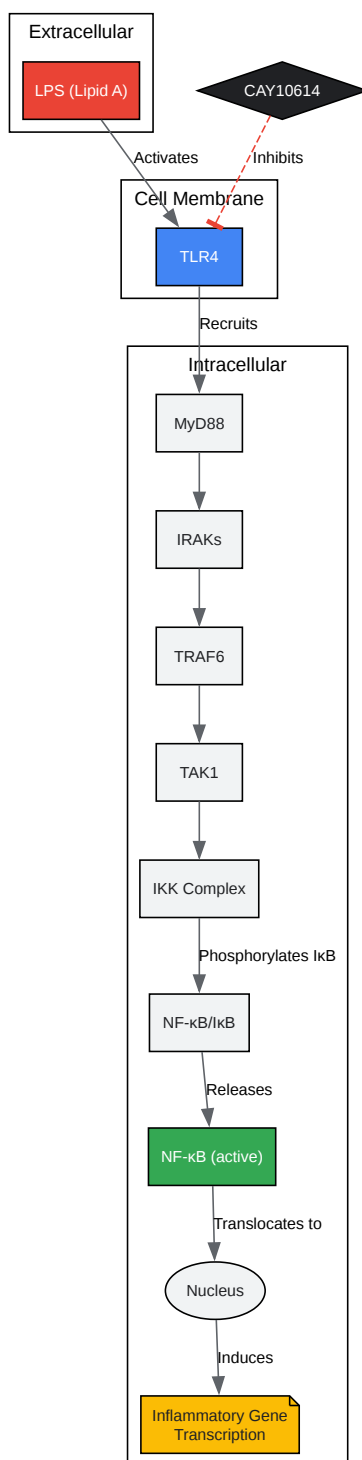 Extracellular
LPS (Lipid A)
CAY10614
Activates
Inhibits
Cell Membrane
TLR4
Recruits
Intracellular
MyD88
IRAKs
TRAF6
TAK1
IKK Complex
Phosphorylates IκB
NF-κB/IκB
Releases
NF-κB (active)
Translocates to
Nucleus
Induces
Inflammatory Gene
Transcription